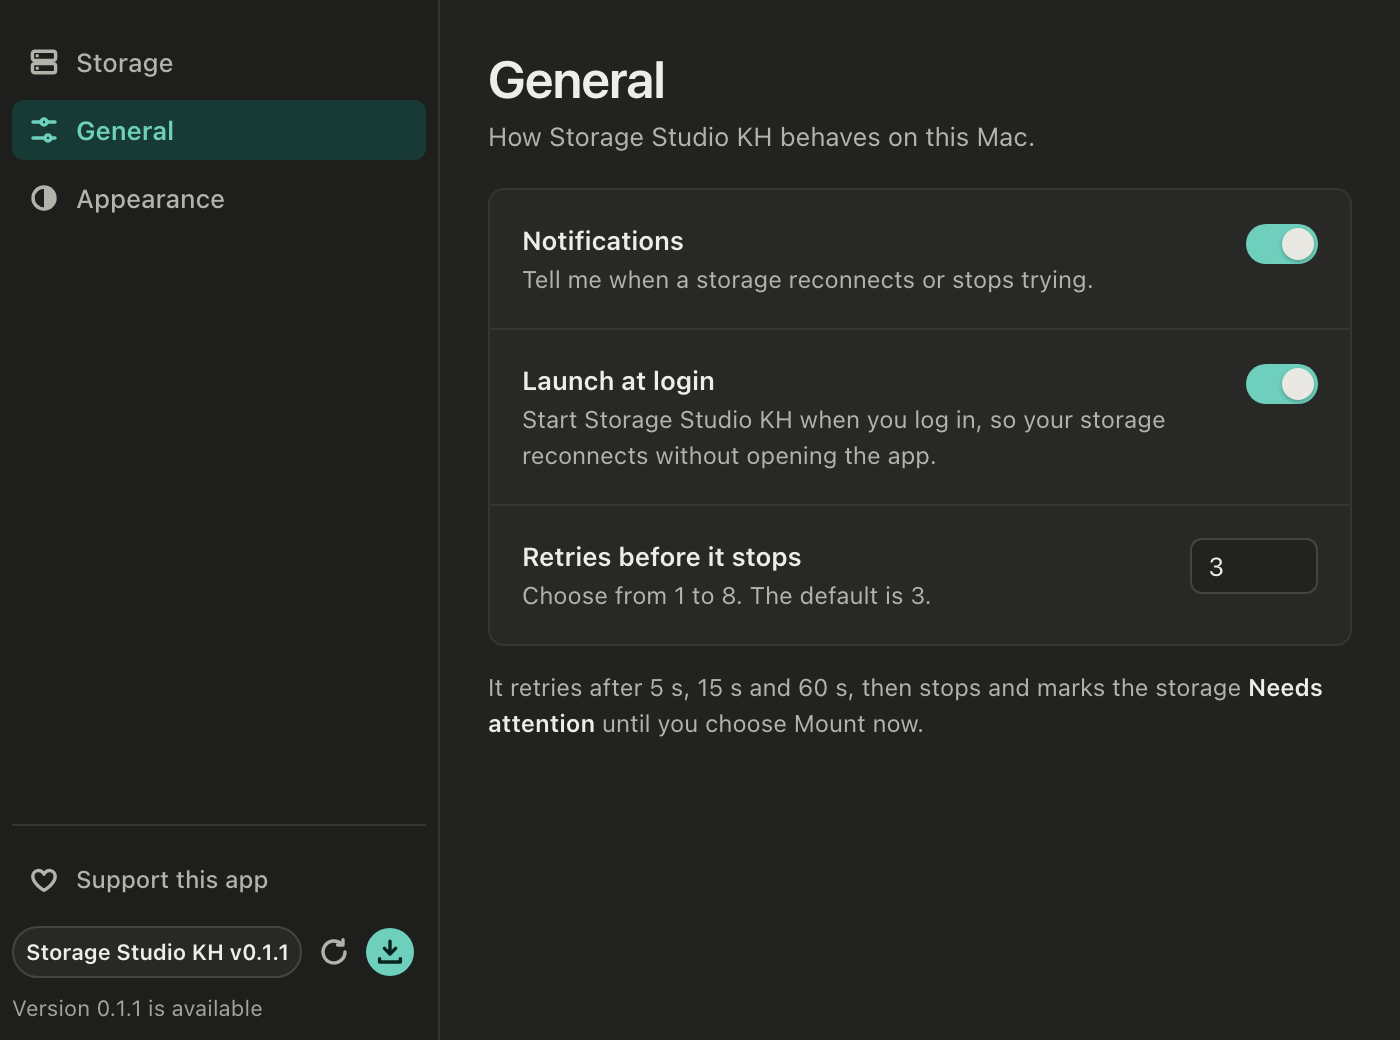 Storage
General
Appearance
Support this app
Storage Studio KH v0.1.1
Version 0.1.1 is available
General
How Storage Studio KH behaves on this Mac.
Notifications
Tell me when a storage reconnects or stops trying.
Launch at login
Start Storage Studio KH when you log in, so your storage
reconnects without opening the app.
Retries before it stops
3
Choose from 1 to 8. The default is 3.
It retries after 5 s, 15 s and 60 s, then stops and marks the storage Needs
attention until you choose Mount now.